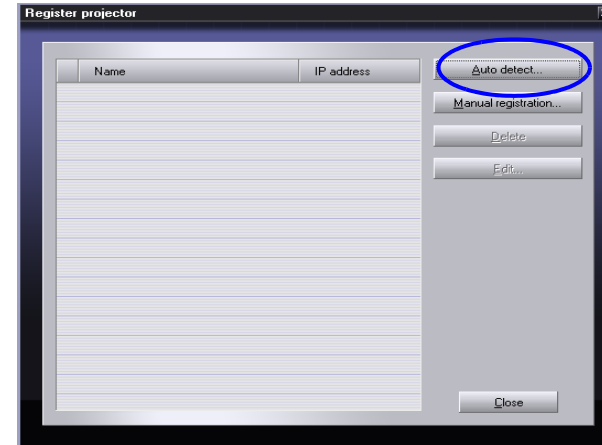 Register projector
Name IP address
Auto detect...
Manual registration...
Delete
Edit...
Close